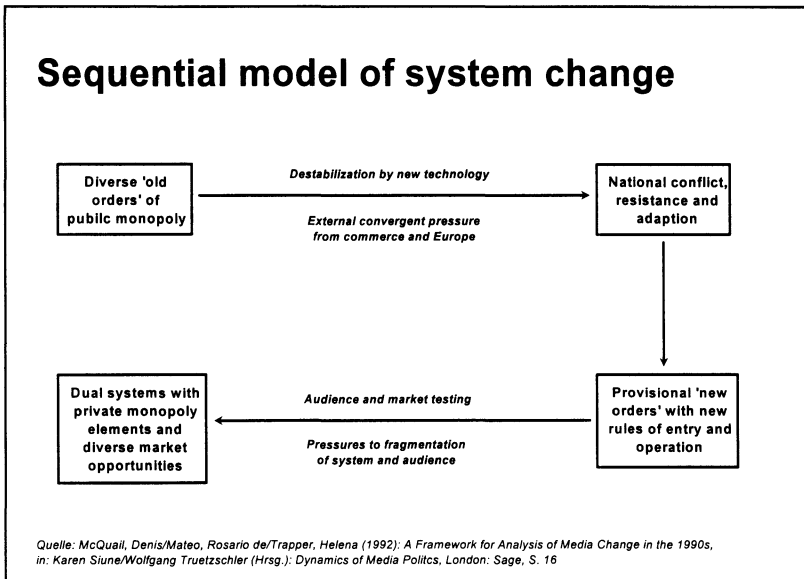 Sequential model of system change
Diverse 'old
orders' of
public monopoly
Destabilization by new technology
External convergent pressure
from commerce and Europe
National conflict,
resistance and
adaption
Dual systems with
private monopoly
elements and
diverse market
opportunities
Audience and market testing
Pressures to fragmentation
of system and audience
Provisional 'new
orders' with new
rules of entry and
operation
Quelle: McQuail, Denis/Mateo, Rosario de/Trapper, Helena (1992): A Framework for Analysis of Media Change in the 1990s,
in: Karen Siune/Wolfgang Truetzschler (Hrsg.): Dynamics of Media Politcs, London: Sage, S. 16